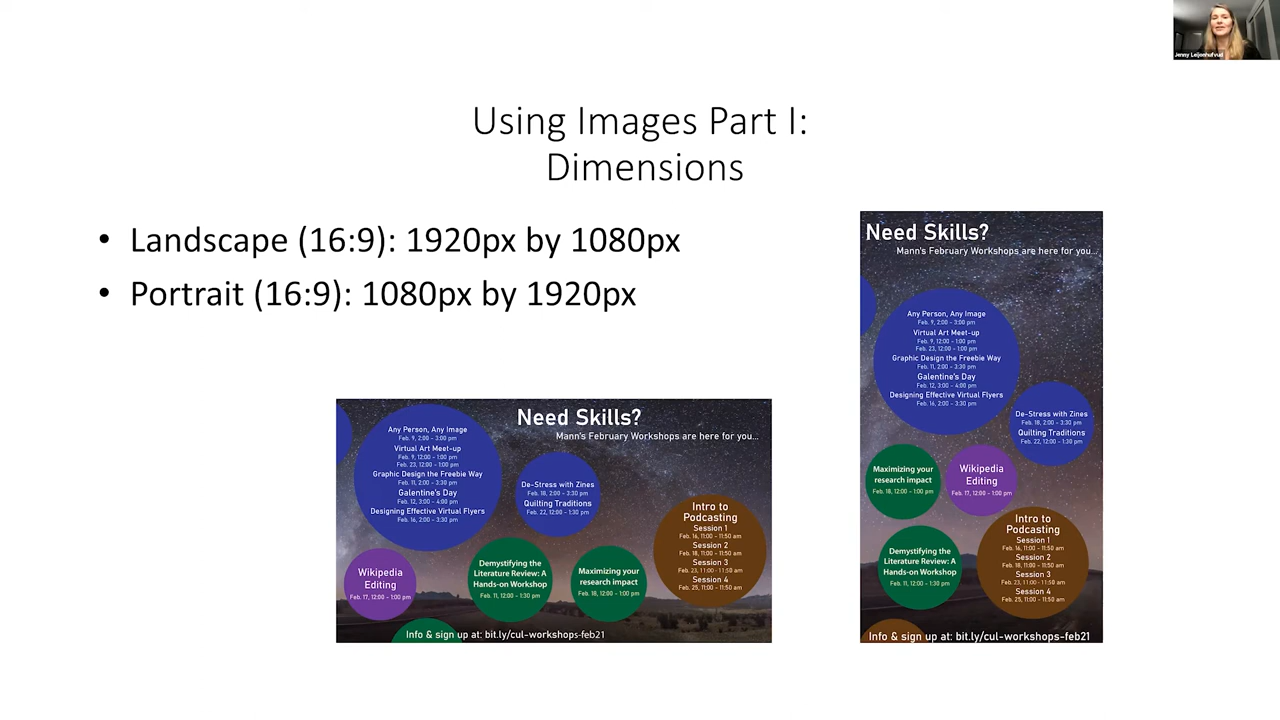 Jenny Leijonhufvud
Using Images Part I:
Dimensions
• Landscape (16:9): 1920px by 1080px
• Portrait (16:9): 1080px by 1920px
Need Skills?
Mann's February Workshops are here for you...
Any Person, Any Image
Feb. 9, 2:00 - 3:00 pm
Virtual Art Meet-up
Feb. 9, 12:00 - 1:00 pm
Feb. 23, 12:00 - 1:00 pm
Graphic Design the Freebie Way
Feb. 11, 2:00 - 3:30 pm
Galentine's Day
Feb. 12, 3:00 - 4:00 pm
Designing Effective Virtual Flyers
Feb. 16, 2:00 - 3:30 pm
De-Stress with Zines
Feb. 18, 2:00 - 3:30 pm
Quilting Traditions
Feb. 22, 12:00 - 1:30 pm
Wikipedia
Editing
Feb. 17, 12:00 - 1:00 pm
Demystifying the
Literature Review: A
Hands-on Workshop
Feb. 11, 12:00 - 1:30 pm
Maximizing your
research impact
Feb. 18, 12:00 - 1:00 pm
Intro to
Podcasting
Session 1
Feb. 16, 11:00 - 11:50 am
Session 2
Feb. 18, 11:00 - 11:50 am
Session 3
Feb. 23, 11:00 - 11:50 am
Session 4
Feb. 25, 11:00 - 11:50 am
Info & sign up at: bit.ly/cul-workshops-feb21
Need Skills?
Mann's February Workshops are here for you...
Any Person, Any Image
Feb. 9, 2:00 - 3:00 pm
Virtual Art Meet-up
Feb. 9, 12:00 - 1:00 pm
Feb. 23, 12:00 - 1:00 pm
Graphic Design the Freebie Way
Feb. 11, 2:00 - 3:30 pm
Galentine's Day
Feb. 12, 3:00 - 4:00 pm
Designing Effective Virtual Flyers
Feb. 16, 2:00 - 3:30 pm
De-Stress with Zines
Feb. 18, 2:00 - 3:30 pm
Quilting Traditions
Feb. 22, 12:00 - 1:30 pm
Maximizing your
research impact
Feb. 18, 12:00 - 1:00 pm
Wikipedia
Editing
Feb. 17, 12:00 - 1:00 pm
Demystifying the
Literature Review: A
Hands-on Workshop
Feb. 11, 12:00 - 1:30 pm
Intro to
Podcasting
Session 1
Feb. 16, 11:00 - 11:50 am
Session 2
Feb. 18, 11:00 - 11:50 am
Session 3
Feb. 23, 11:00 - 11:50 am
Session 4
Feb. 25, 11:00 - 11:50 am
Info & sign up at: bit.ly/cul-workshops-feb21